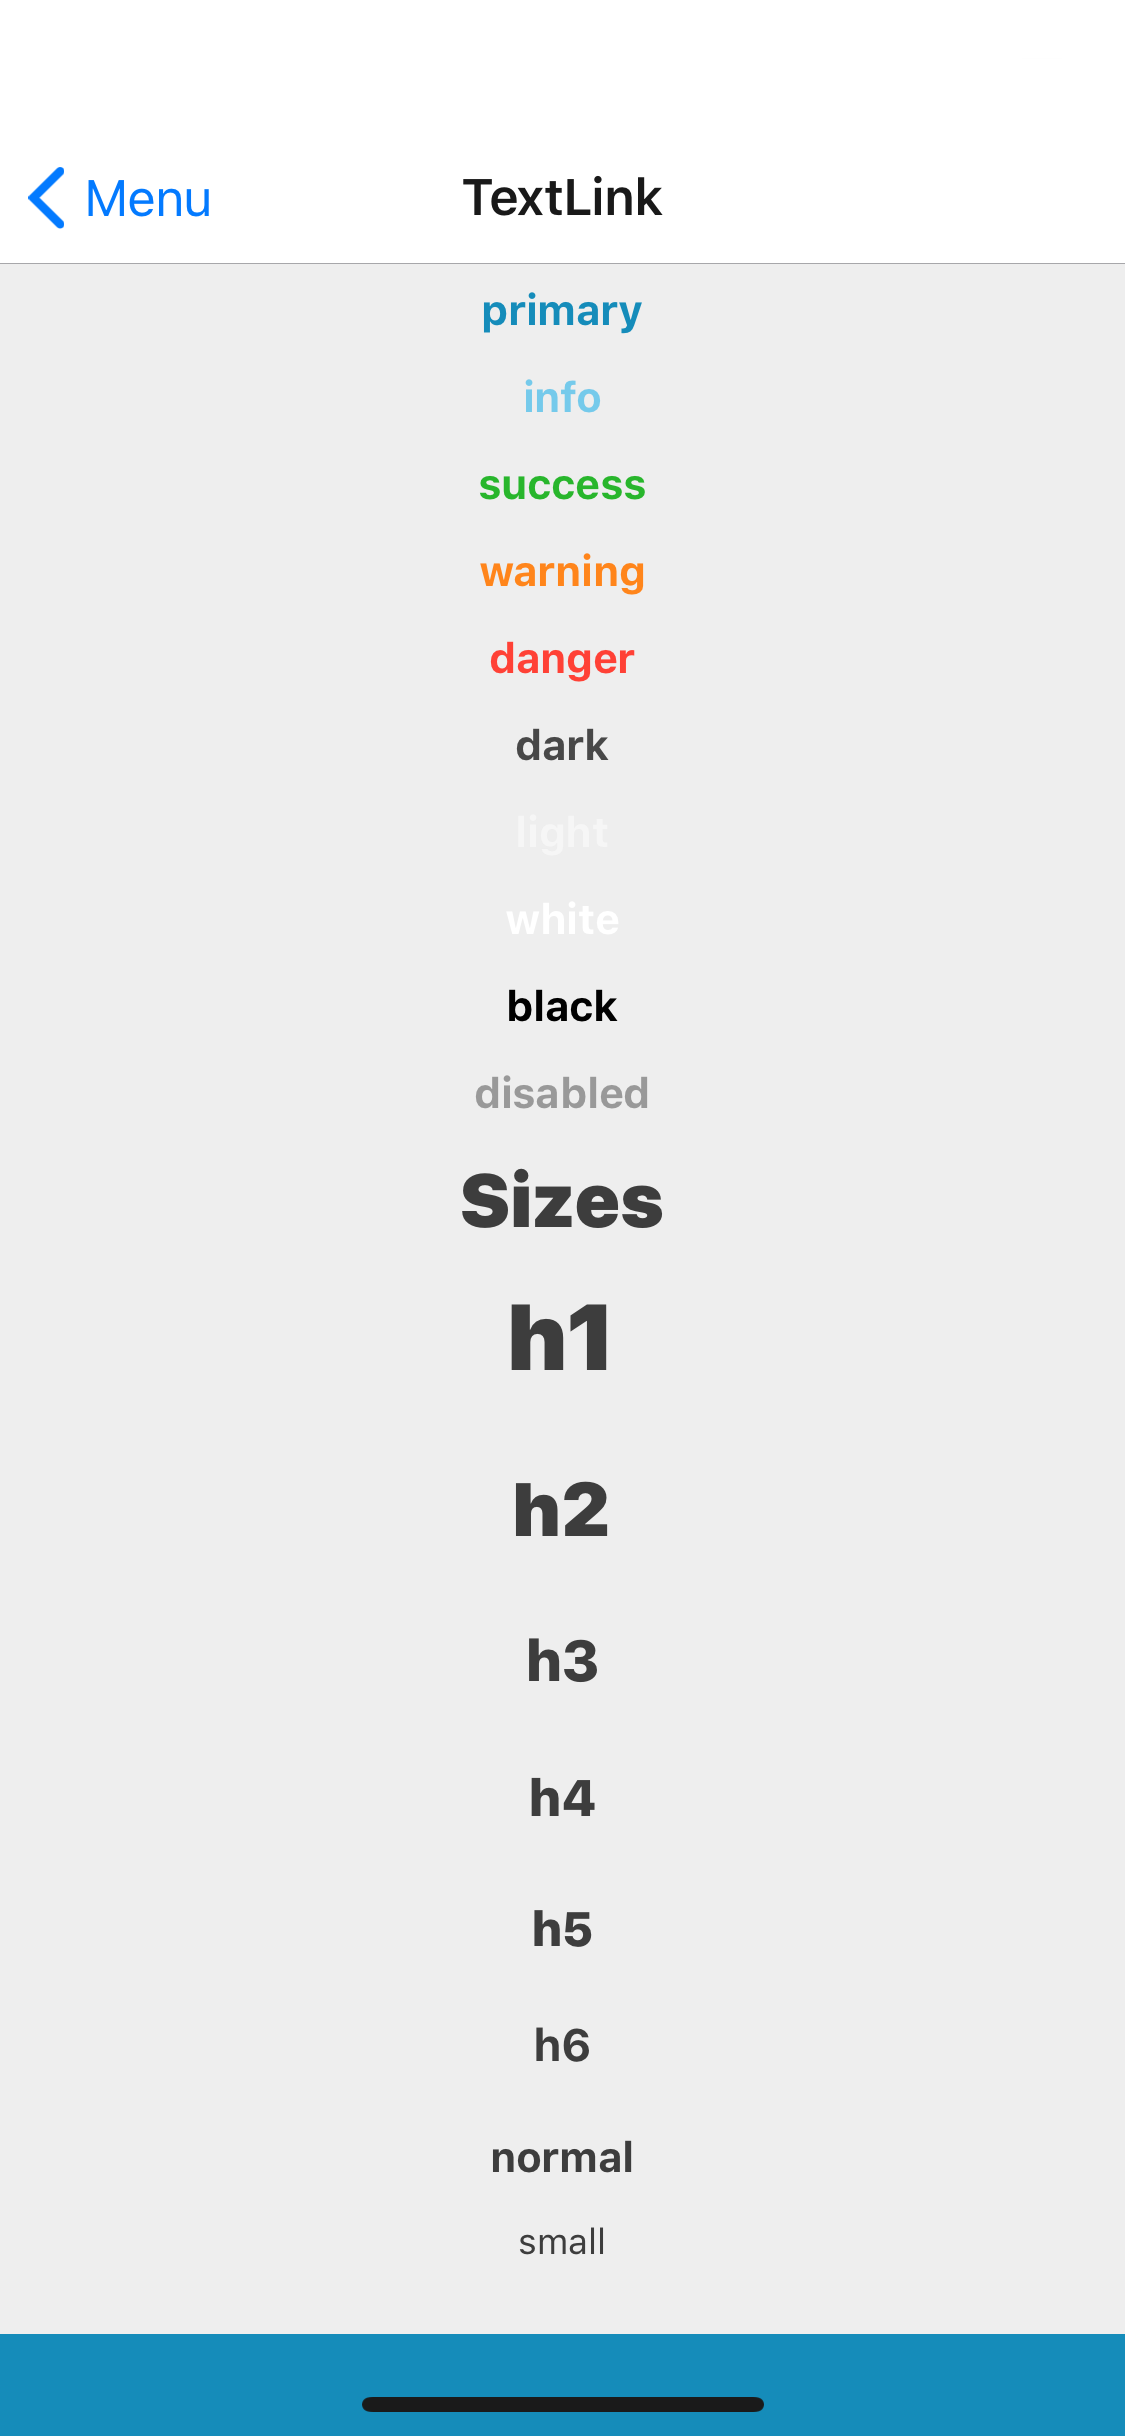 Menu
TextLink
primary
info
success
warning
danger
dark
light
white
black
disabled
Sizes
h1
h2
h3
h4
h5
h6
normal
small